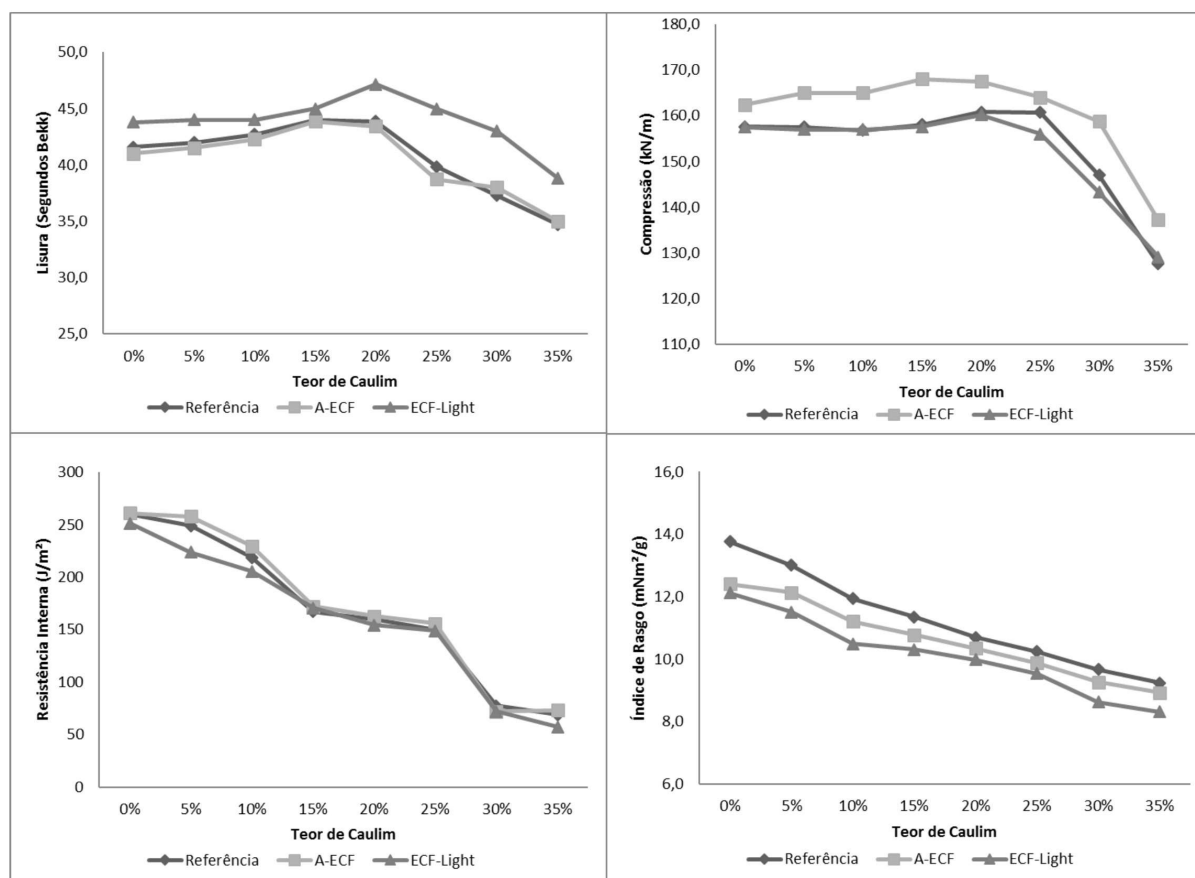 Lisura (Segundos Bekk)
50,0
45,0
40,0
35,0
30,0
25,0
0% 5% 10% 15% 20% 25% 30% 35%
Teor de Caulim
Referência A-ECF ECF-Light
Compressão (kN/m)
180,0
170,0
160,0
150,0
140,0
130,0
120,0
110,0
0% 5% 10% 15% 20% 25% 30% 35%
Teor de Caulim
Referência A-ECF ECF-Light
Resistência Interna (J/m²)
300
250
200
150
100
50
0
0% 5% 10% 15% 20% 25% 30% 35%
Teor de Caulim
Referência A-ECF ECF-Light
Índice de Rasgo (mNm²/g)
16,0
14,0
12,0
10,0
8,0
6,0
0% 5% 10% 15% 20% 25% 30% 35%
Teor de Caulim
Referência A-ECF ECF-Light